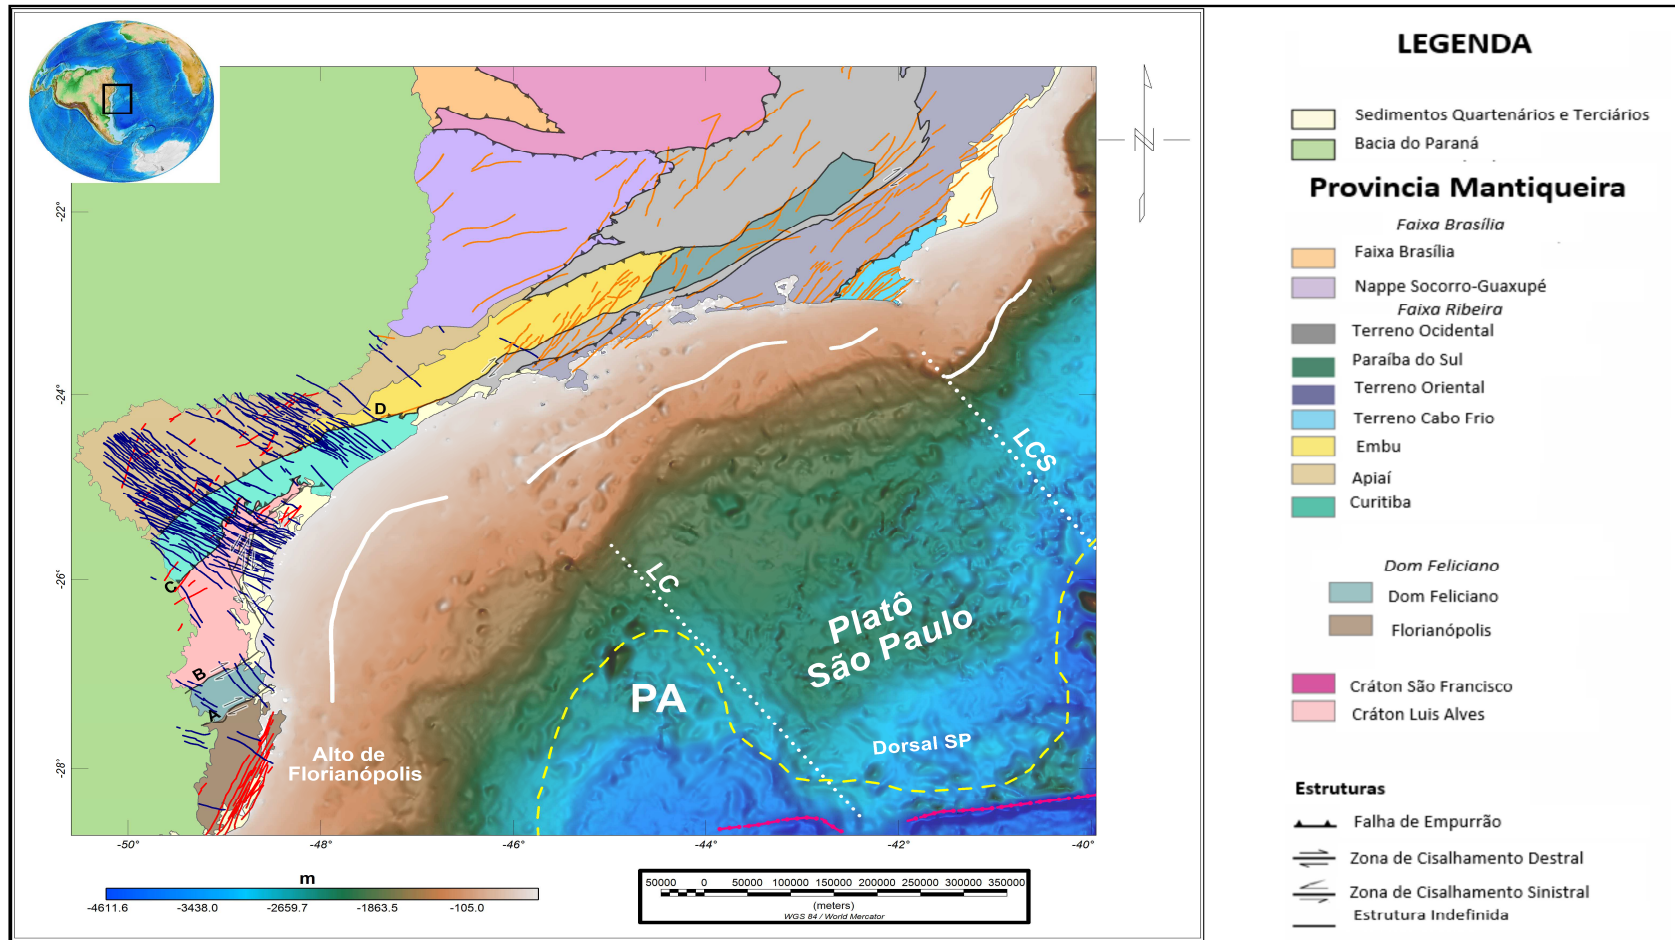 -22°
-24°
-26°
-28°
-50°
-48°
-46°
-44°
-42°
-40°
N
D
C
B
A
LCS
LC
Platô
São Paulo
PA
Dorsal SP
Alto de
Florianópolis
m
-4611.6 -3438.0 -2659.7 -1863.5 -105.0
50000 0 50000 100000 150000 200000 250000 300000 350000
(meters)
WGS 84 / World Mercator
LEGENDA
Sedimentos Quartenários e Terciários
Bacia do Paraná
Provincia Mantiqueira
Faixa Brasília
Faixa Brasília
Nappe Socorro-Guaxupé
Faixa Ribeira
Terreno Ocidental
Paraíba do Sul
Terreno Oriental
Terreno Cabo Frio
Embu
Apiaí
Curitiba
Dom Feliciano
Dom Feliciano
Florianópolis
Cráton São Francisco
Cráton Luis Alves
Estruturas
Falha de Empurrão
Zona de Cisalhamento Destral
Zona de Cisalhamento Sinistral
Estrutura Indefinida